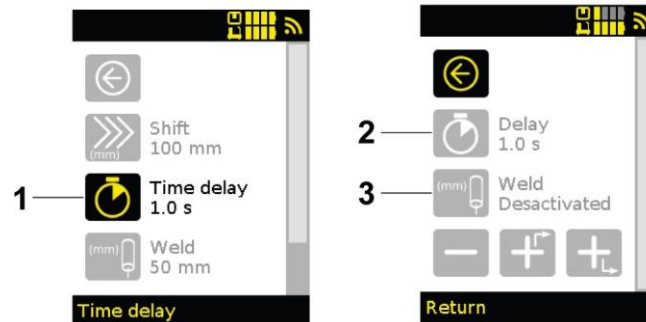 (mm)
Shift
100 mm
1
Time delay
1.0 s
(mm)
Weld
50 mm
Time delay
2
Delay
1.0 s
3
(mm)
Weld
Desactivated
Return